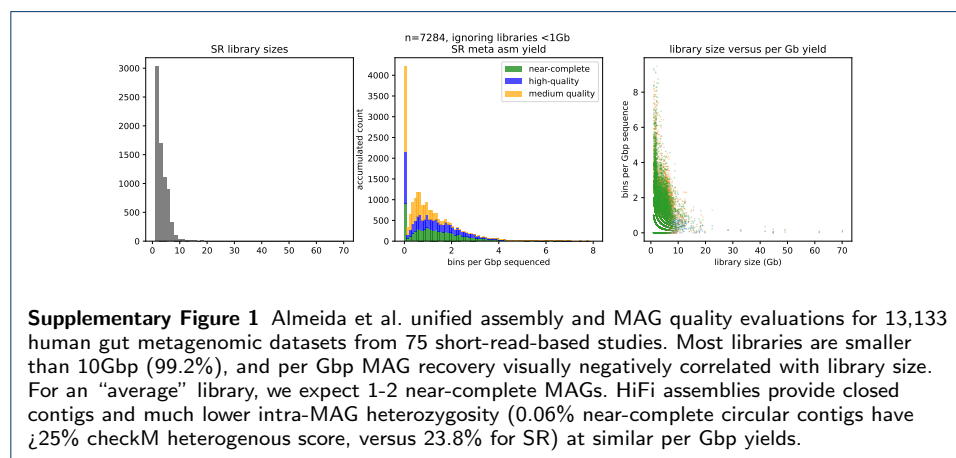 n=7284, ignoring libraries <1Gb
SR library sizes
SR meta asm yield
library size versus per Gb yield
3000
2500
2000
1500
1000
500
0
0 10 20 30 40 50 60 70
accumulated count
4000
3500
3000
2500
2000
1500
1000
500
0
near-complete
high-quality
medium quality
0 2 4 6 8
bins per Gbp sequenced
bins per Gbp sequence
8
6
4
2
0
0 10 20 30 40 50 60 70
library size (Gb)
Supplementary Figure 1 Almeida et al. unified assembly and MAG quality evaluations for 13,133
human gut metagenomic datasets from 75 short-read-based studies. Most libraries are smaller
than 10Gbp (99.2%), and per Gbp MAG recovery visually negatively correlated with library size.
For an “average” library, we expect 1-2 near-complete MAGs. HiFi assemblies provide closed
contigs and much lower intra-MAG heterozygosity (0.06% near-complete circular contigs have
¿25% checkM heterogenous score, versus 23.8% for SR) at similar per Gbp yields.